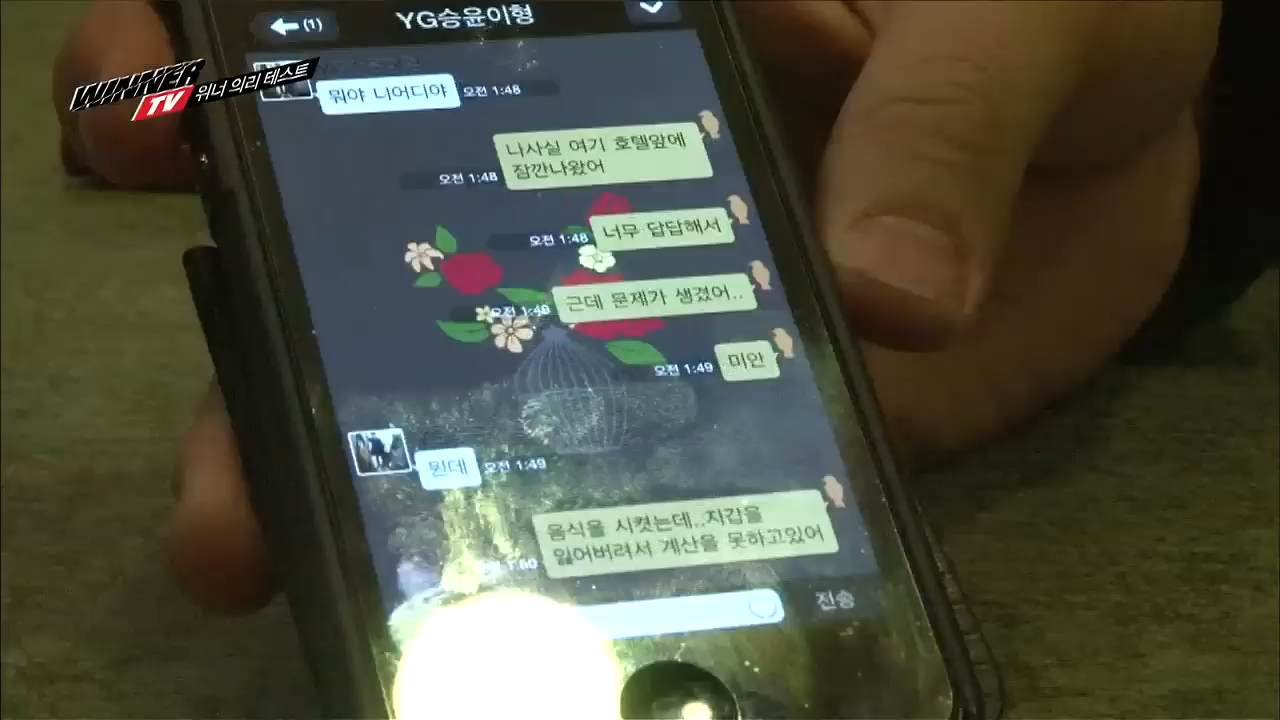 (1)
YG승윤이형
WINNER TV
위너 의리 테스트
뭐야 니어디야
오전 1:48
나사실 여기 호텔앞에
잠깐나왔어
오전 1:48
너무 답답해서
오전 1:48
근데 문제가 생겼어..
오전 1:49
미안
오전 1:49
뭔데
오전 1:49
음식을 시켯는데..지갑을
잃어버려서 계산을 못하고있어
1:50
전송